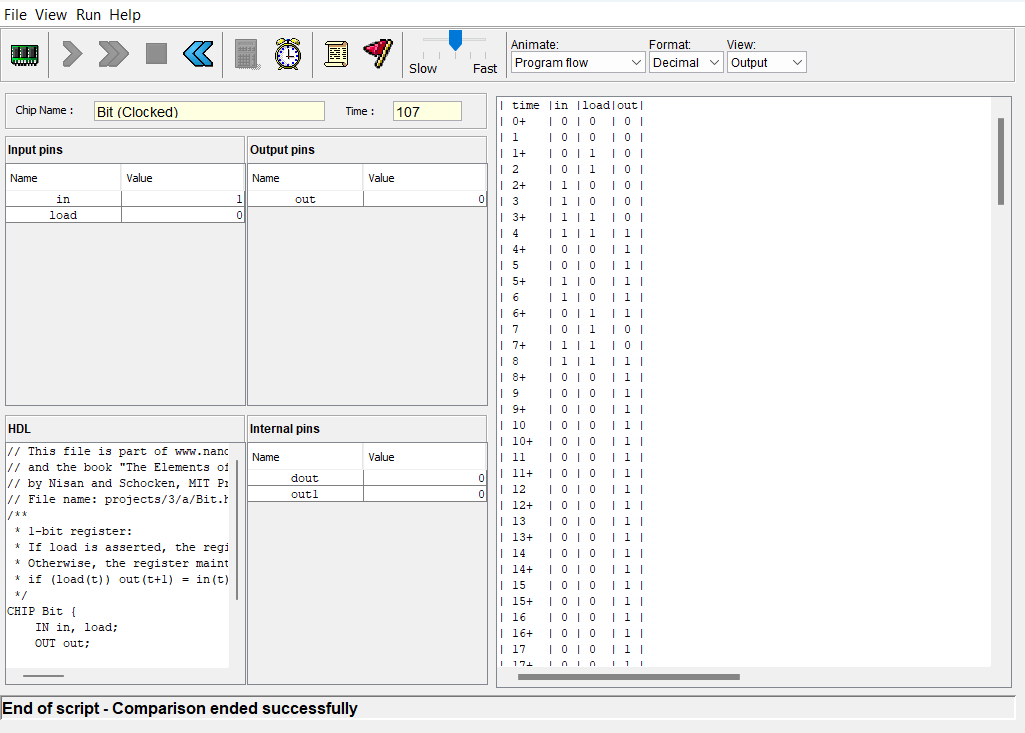 File View Run Help
Slow Fast
Animate: Format: View:
Program flow Decimal Output
Chip Name : Bit (Clocked) Time : 107
Input pins
Name Value
in 1
load 0
Output pins
Name Value
out 0
HDL
// This file is part of www.nand
// and the book "The Elements of
// by Nisan and Schocken, MIT Pr
// File name: projects/3/a/Bit.h
/**
* 1-bit register:
* If load is asserted, the regi
* Otherwise, the register maint
* if (load(t)) out(t+1) = in(t)
*/
CHIP Bit {
IN in, load;
OUT out;
Internal pins
Name Value
dout 0
out1 0
| time |in |load|out|
| 0+ | 0 | 0 | 0 |
| 1 | 0 | 0 | 0 |
| 1+ | 0 | 1 | 0 |
| 2 | 0 | 1 | 0 |
| 2+ | 1 | 0 | 0 |
| 3 | 1 | 0 | 0 |
| 3+ | 1 | 1 | 0 |
| 4 | 1 | 1 | 1 |
| 4+ | 0 | 0 | 1 |
| 5 | 0 | 0 | 1 |
| 5+ | 1 | 0 | 1 |
| 6 | 1 | 0 | 1 |
| 6+ | 0 | 1 | 1 |
| 7 | 0 | 1 | 0 |
| 7+ | 1 | 1 | 0 |
| 8 | 1 | 1 | 1 |
| 8+ | 0 | 0 | 1 |
| 9 | 0 | 0 | 1 |
| 9+ | 0 | 0 | 1 |
| 10 | 0 | 0 | 1 |
| 10+ | 0 | 0 | 1 |
| 11 | 0 | 0 | 1 |
| 11+ | 0 | 0 | 1 |
| 12 | 0 | 0 | 1 |
| 12+ | 0 | 0 | 1 |
| 13 | 0 | 0 | 1 |
| 13+ | 0 | 0 | 1 |
| 14 | 0 | 0 | 1 |
| 14+ | 0 | 0 | 1 |
| 15 | 0 | 0 | 1 |
| 15+ | 0 | 0 | 1 |
| 16 | 0 | 0 | 1 |
| 16+ | 0 | 0 | 1 |
| 17 | 0 | 0 | 1 |
| 17+ | 0 | 0 | 1 |
End of script - Comparison ended successfully